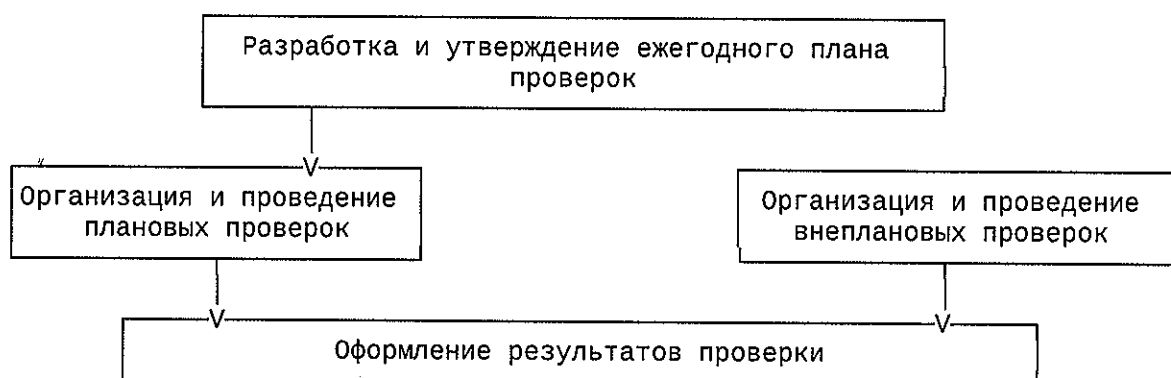 Разработка и утверждение ежегодного плана
проверок
Организация и проведение
плановых проверок
Организация и проведение
внеплановых проверок
Оформление результатов проверки